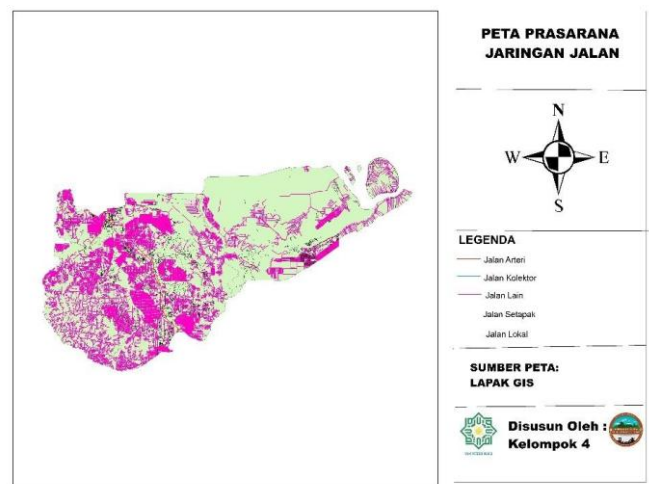 PETA PRASARANA
JARINGAN JALAN
N
W
E
S
LEGENDA
Jalan Arteri
Jalan Kolektor
Jalan Lain
Jalan Setapak
Jalan Lokal
SUMBER PETA:
LAPAK GIS
Disusun Oleh :
Kelompok 4